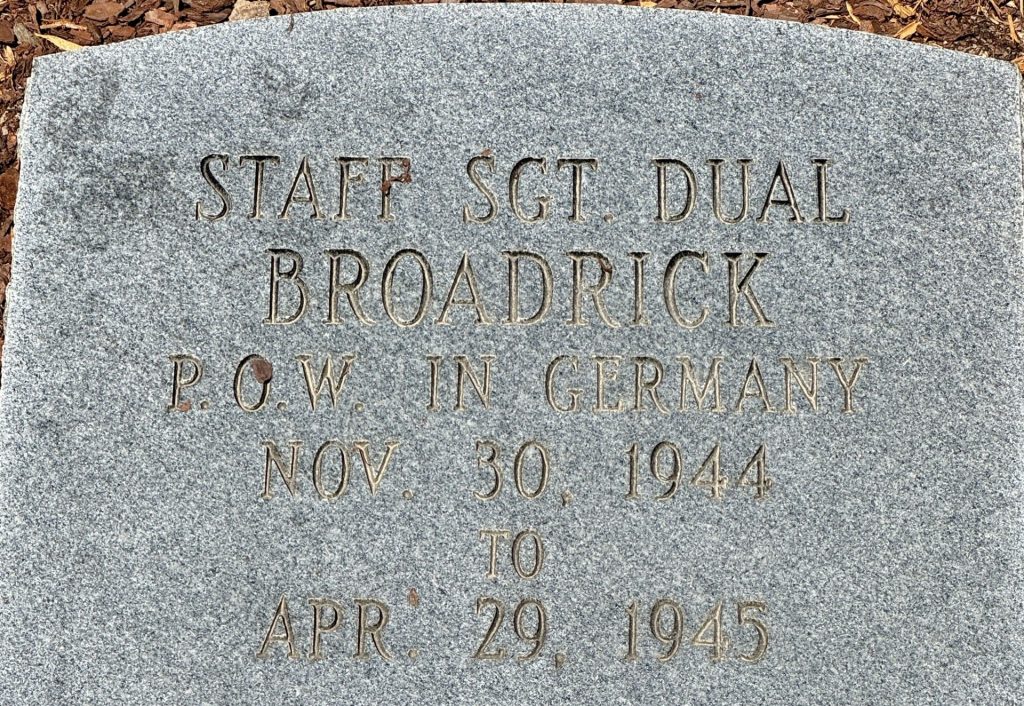 STAFF SGT. DUAL
BROADRICK
P.O.W. IN GERMANY
NOV. 30, 1944
TO
APR. 29, 1945